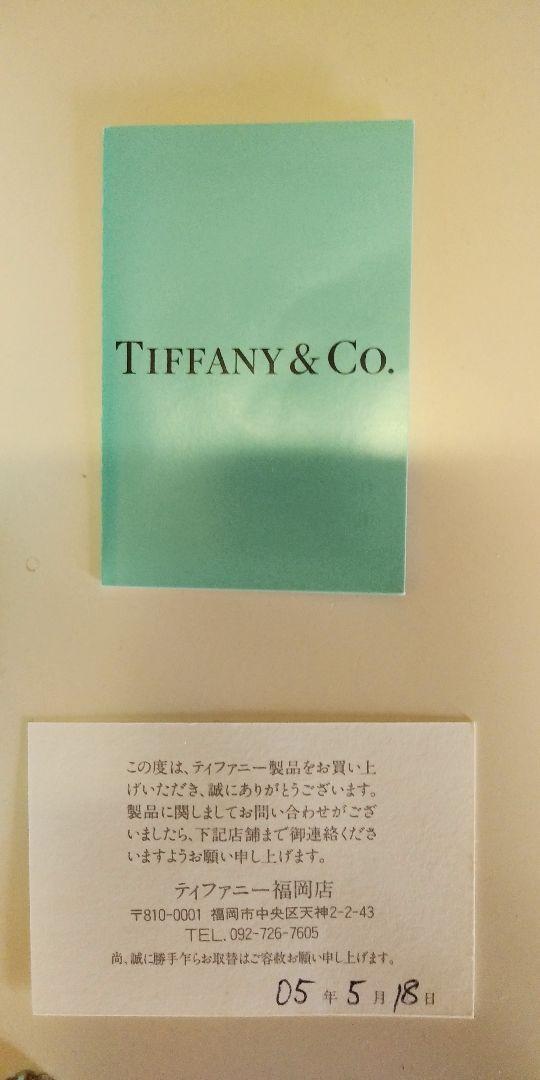 TIFFANY & CO.
この度は、ティファニー製品をお買い上
げいただき、誠にありがとうございます。
製品に関しましてお問い合わせがござ
いましたら、下記店舗まで御連絡くださ
いますようお願い申し上げます。
ティファニー福岡店
〒810-0001 福岡市中央区天神2-2-43
TEL. 092-726-7605
尚、誠に勝手乍らお取替はご容赦お願い申し上げます。
05 年 5 月 18 日